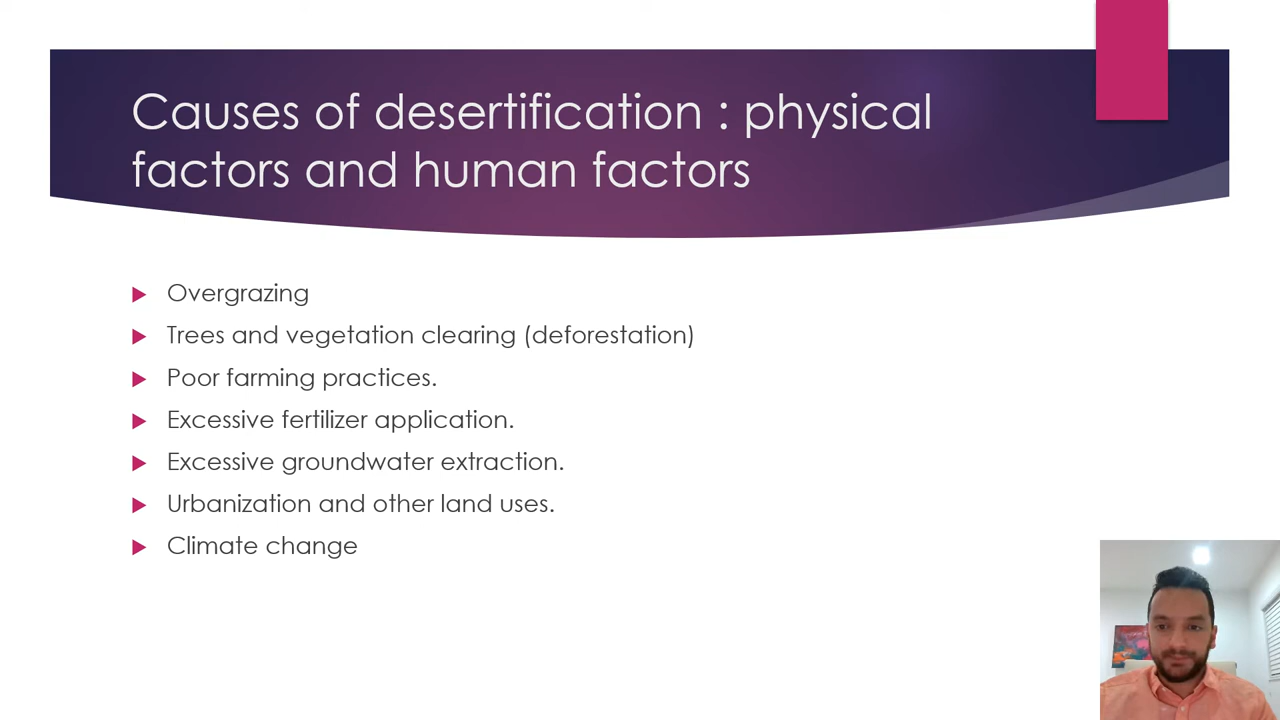 Causes of desertification : physical
factors and human factors
Overgrazing
Trees and vegetation clearing (deforestation)
Poor farming practices.
Excessive fertilizer application.
Excessive groundwater extraction.
Urbanization and other land uses.
Climate change